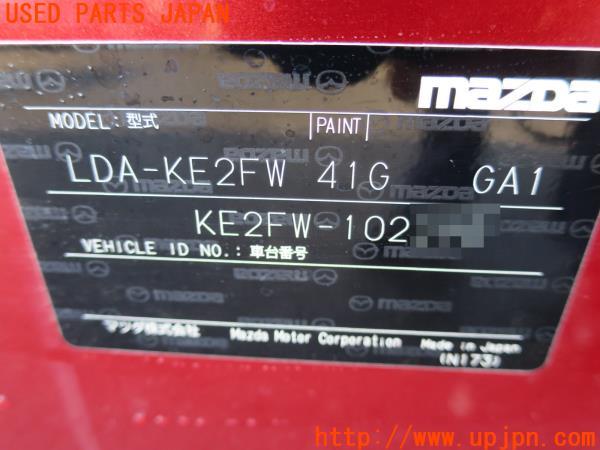 USED PARTS JAPAN
mazda
MODEL: 型式 PAINT
LDA-KE2FW 41G GA1
KE2FW-102
VEHICLE ID NO.: 車台番号
mazda
マツダ株式会社 Mazda Motor Corporation Made in Japan
(N173)
UPJ http://www.upjpn.com